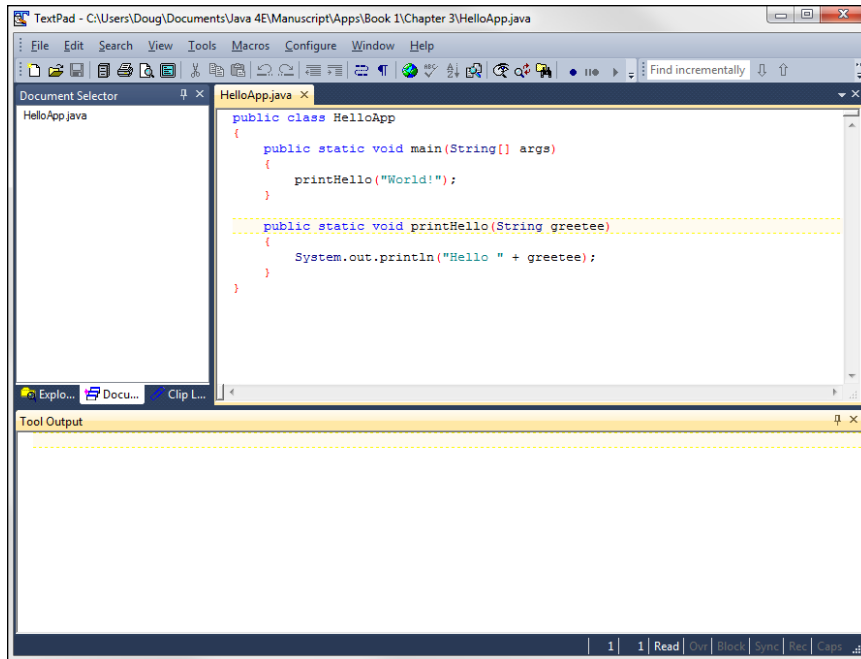 TextPad - C:\Users\Doug\Documents\Java 4E\Manuscript\Apps\Book 1\Chapter 3\HelloApp.java
File Edit Search View Tools Macros Configure Window Help
Find incrementally
Document Selector
HelloApp.java
HelloApp.java
public class HelloApp
{
    public static void main(String[] args)
    {
        printHello("World!");
    }
    public static void printHello(String greetee)
    {
        System.out.println("Hello " + greetee);
    }
}
Explo... Docu... Clip L...
Tool Output
1 1 Read Ovr Block Sync Rec Caps